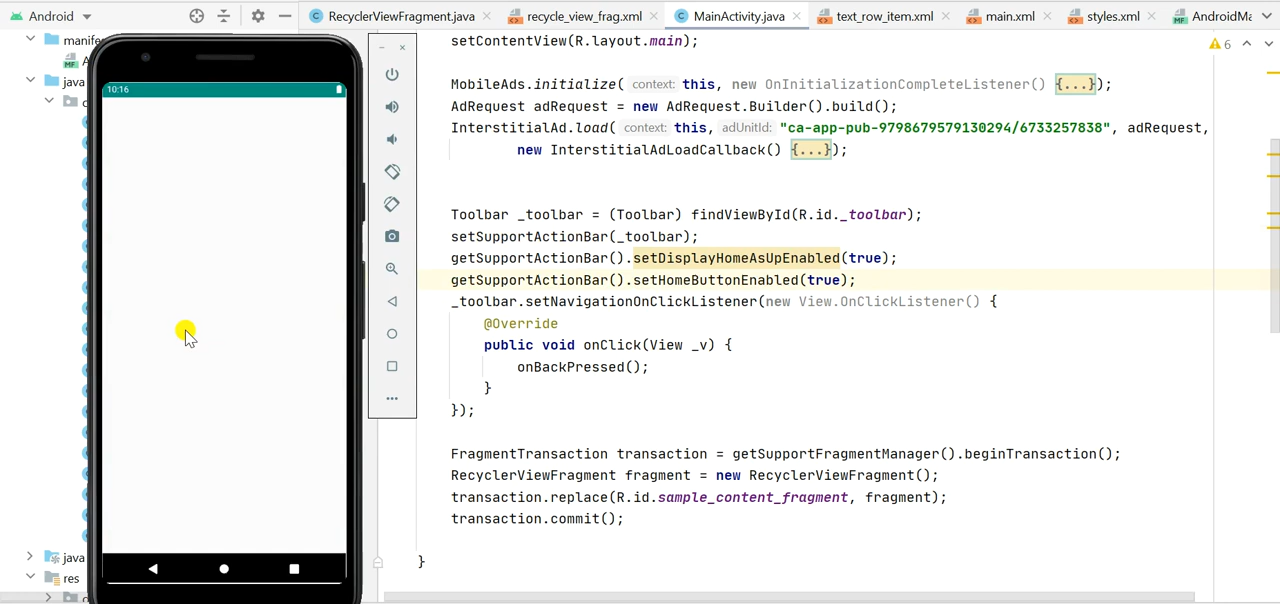 Android
RecyclerViewFragment.java
recycle_view_frag.xml
MainActivity.java
text_row_item.xml
main.xml
styles.xml
AndroidMa
manife
java
java
res
10:16
6
setContentView(R.layout.main);
MobileAds.initialize( context: this, new OnInitializationCompleteListener() {...});
AdRequest adRequest = new AdRequest.Builder().build();
InterstitialAd.load( context: this, adUnitId: "ca-app-pub-9798679579130294/6733257838", adRequest,
new InterstitialAdLoadCallback() {...});
Toolbar _toolbar = (Toolbar) findViewById(R.id._toolbar);
setSupportActionBar(_toolbar);
getSupportActionBar().setDisplayHomeAsUpEnabled(true);
getSupportActionBar().setHomeButtonEnabled(true);
_toolbar.setNavigationOnClickListener(new View.OnClickListener() {
@Override
public void onClick(View _v) {
onBackPressed();
}
});
FragmentTransaction transaction = getSupportFragmentManager().beginTransaction();
RecyclerViewFragment fragment = new RecyclerViewFragment();
transaction.replace(R.id.sample_content_fragment, fragment);
transaction.commit();
}